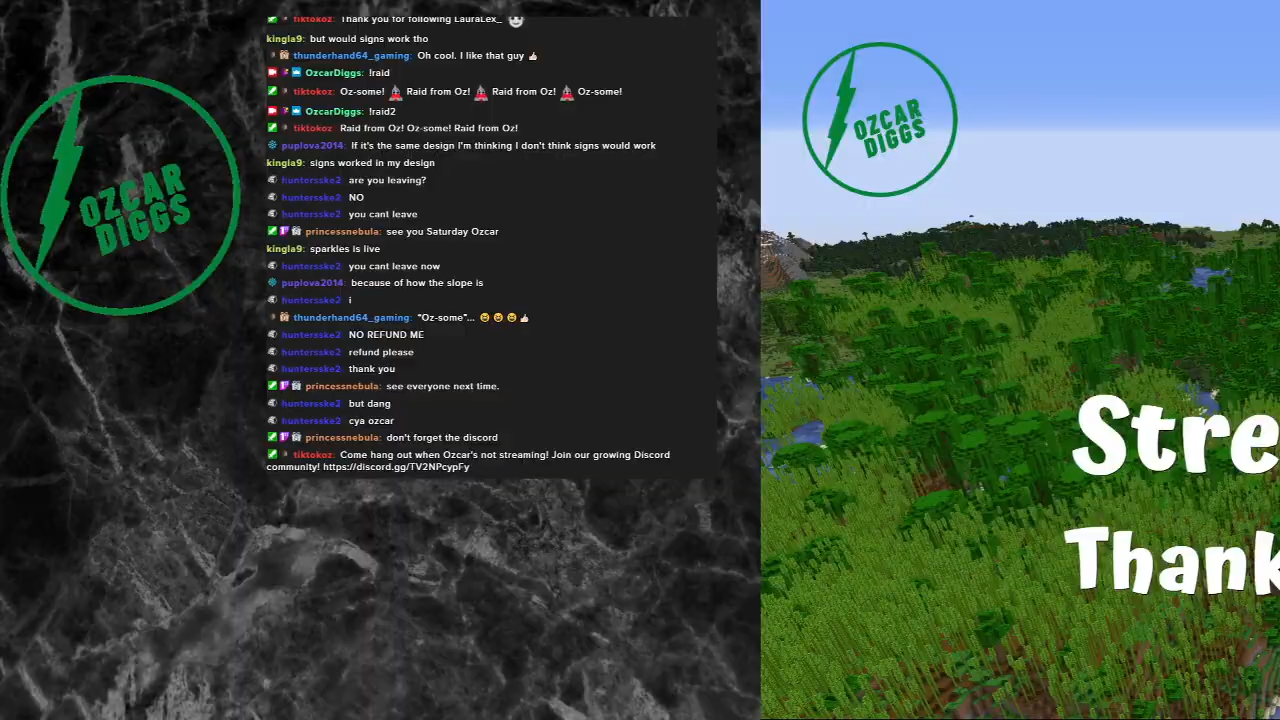 tiktokoz: Thank you for following LauraLex_
kingla9: but would signs work tho
thunderhand64_gaming: Oh cool. I like that guy 👍🏻
OzcarDiggs: !raid
tiktokoz: Oz-some! Raid from Oz! Raid from Oz! Oz-some!
OzcarDiggs: !raid2
tiktokoz: Raid from Oz! Oz-some! Raid from Oz!
puplova2014: If it's the same design I'm thinking I don't think signs would work
kingla9: signs worked in my design
huntersske2 are you leaving?
huntersske2 NO
huntersske2 you cant leave
princessnebula: see you Saturday Ozcar
kingla9: sparkles is live
huntersske2 you cant leave now
puplova2014: because of how the slope is
huntersske2 i
thunderhand64_gaming: "Oz-some"... 😆😆😆👍🏻
huntersske2 NO REFUND ME
huntersske2 refund please
huntersske2 thank you
princessnebula: see everyone next time.
huntersske2 but dang
huntersske2 cya ozcar
princessnebula: don't forget the discord
tiktokoz: Come hang out when Ozcar's not streaming! Join our growing Discord
community! https://discord.gg/TV2NPcypFy
OZCAR
DIGGS
OZCAR
DIGGS
Stre
Thank